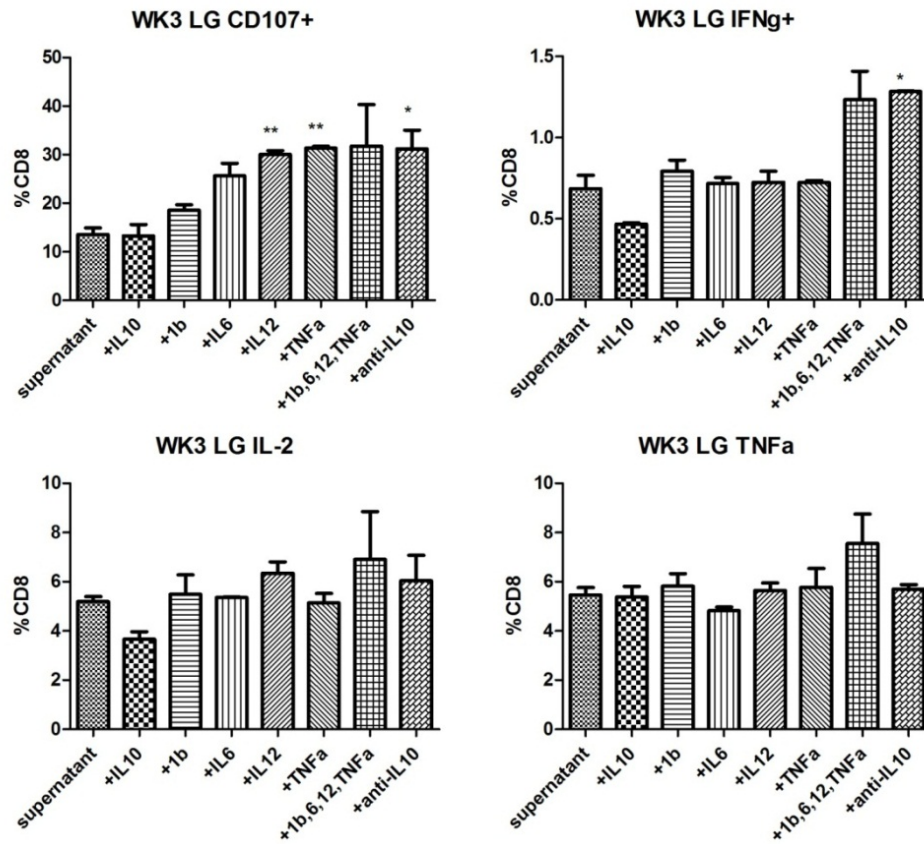 WK3 LG CD107+
%CD8
50
40
30
20
10
0
** ** *
supernatant
+IL10
+1b
+IL6
+IL12
+TNFa
+1b,6,12,TNFa
+anti-IL10
WK3 LG IFNg+
%CD8
1.5
1.0
0.5
0.0
*
supernatant
+IL10
+1b
+IL6
+IL12
+TNFa
+1b,6,12,TNFa
+anti-IL10
WK3 LG IL-2
%CD8
10
8
6
4
2
0
supernatant
+IL10
+1b
+IL6
+IL12
+TNFa
+1b,6,12,TNFa
+anti-IL10
WK3 LG TNFa
%CD8
10
8
6
4
2
0
supernatant
+IL10
+1b
+IL6
+IL12
+TNFa
+1b,6,12,TNFa
+anti-IL10